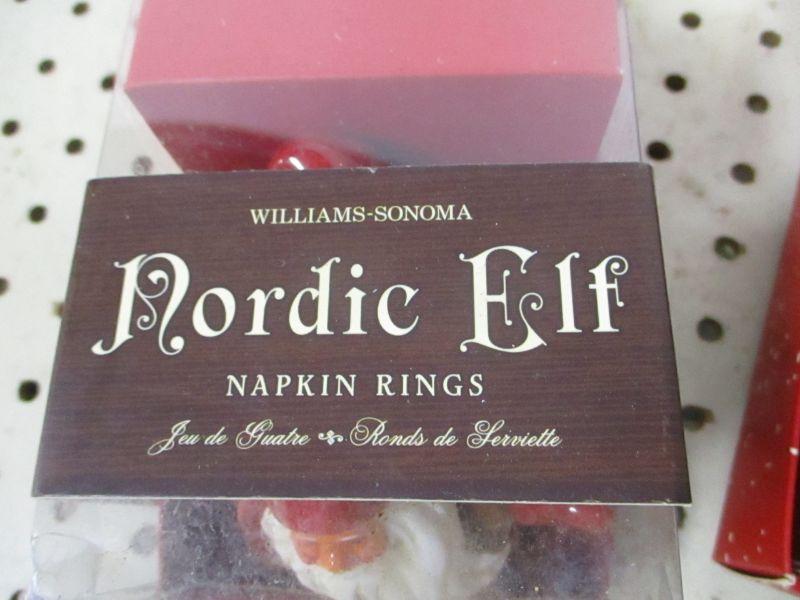 WILLIAMS-SONOMA
Nordic Elf
NAPKIN RINGS
Jeu de Quatre Ronds de Serviette